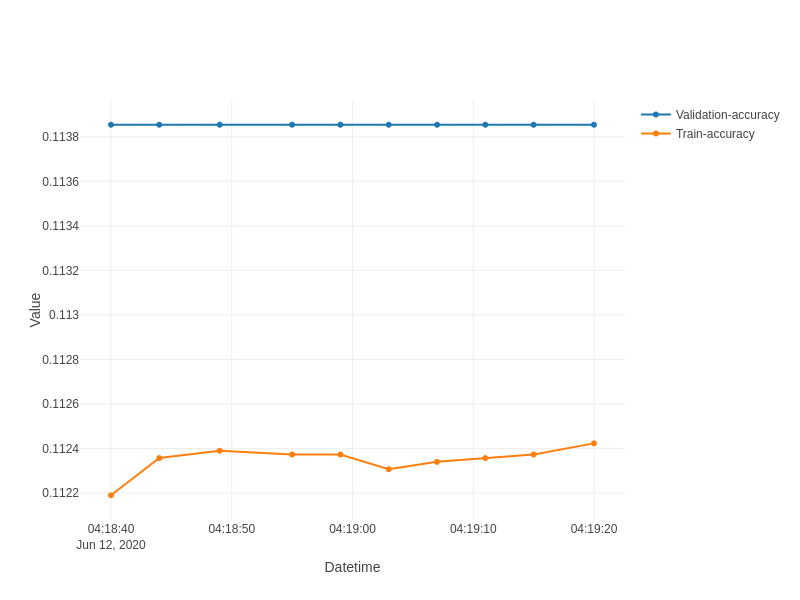 Validation-accuracy
Train-accuracy
0.1138
0.1136
0.1134
0.1132
0.113
0.1128
0.1126
0.1124
0.1122
Value
04:18:40
04:18:50
04:19:00
04:19:10
04:19:20
Jun 12, 2020
Datetime